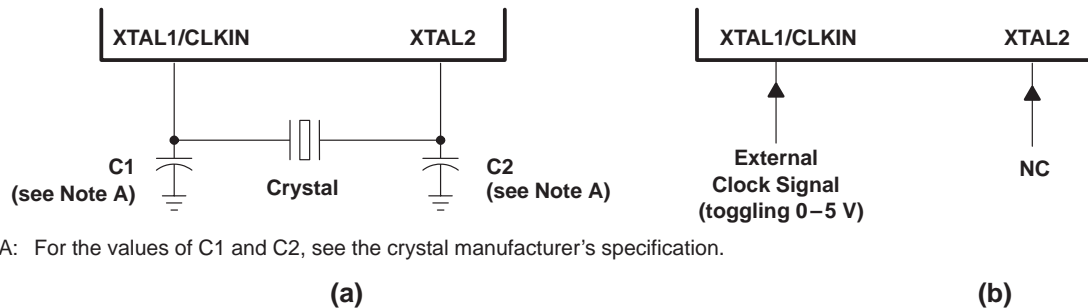 XTAL1/CLKIN XTAL2
C1
(see Note A)
Crystal
C2
(see Note A)
XTAL1/CLKIN XTAL2
External
Clock Signal
(toggling 0–5 V)
NC
A: For the values of C1 and C2, see the crystal manufacturer's specification.
(a)
(b)